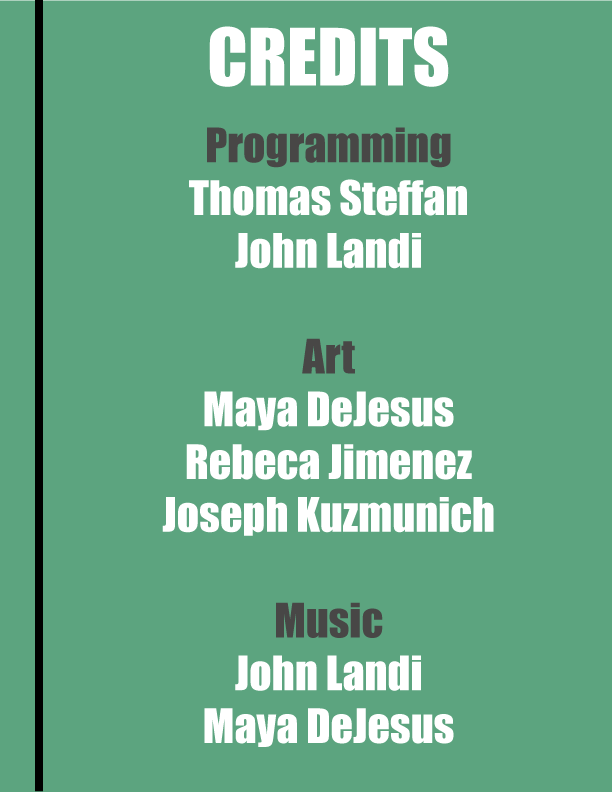 CREDITS
Programming
Thomas Steffan
John Landi
Art
Maya DeJesus
Rebeca Jimenez
Joseph Kuzmunich
Music
John Landi
Maya DeJesus